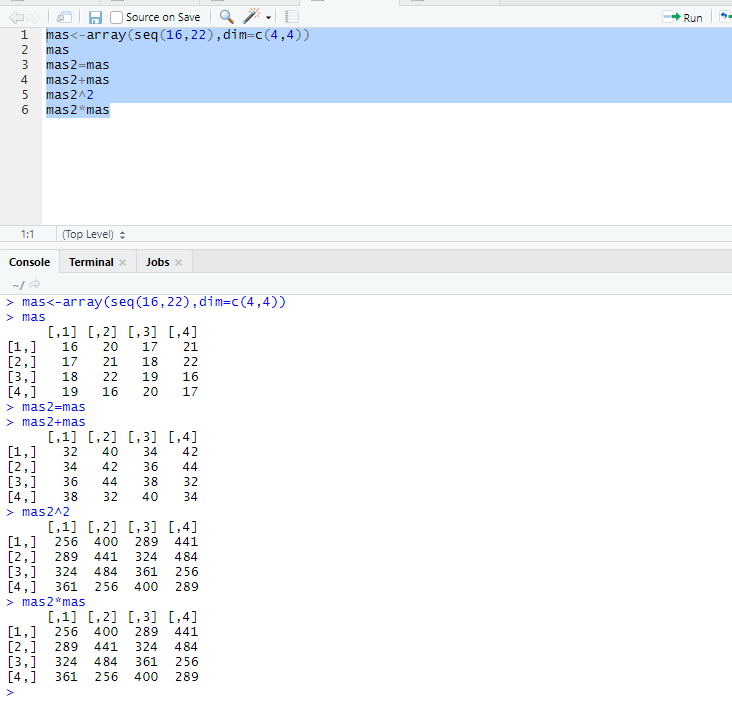 Source on Save
Run
1 mas<-array(seq(16,22),dim=c(4,4))
2 mas
3 mas2=mas
4 mas2+mas
5 mas2^2
6 mas2*mas
1:1 (Top Level)
Console Terminal Jobs
~/
> mas<-array(seq(16,22),dim=c(4,4))
> mas
[,1] [,2] [,3] [,4]
[1,] 16 20 17 21
[2,] 17 21 18 22
[3,] 18 22 19 16
[4,] 19 16 20 17
> mas2=mas
> mas2+mas
[,1] [,2] [,3] [,4]
[1,] 32 40 34 42
[2,] 34 42 36 44
[3,] 36 44 38 32
[4,] 38 32 40 34
> mas2^2
[,1] [,2] [,3] [,4]
[1,] 256 400 289 441
[2,] 289 441 324 484
[3,] 324 484 361 256
[4,] 361 256 400 289
> mas2*mas
[,1] [,2] [,3] [,4]
[1,] 256 400 289 441
[2,] 289 441 324 484
[3,] 324 484 361 256
[4,] 361 256 400 289
>